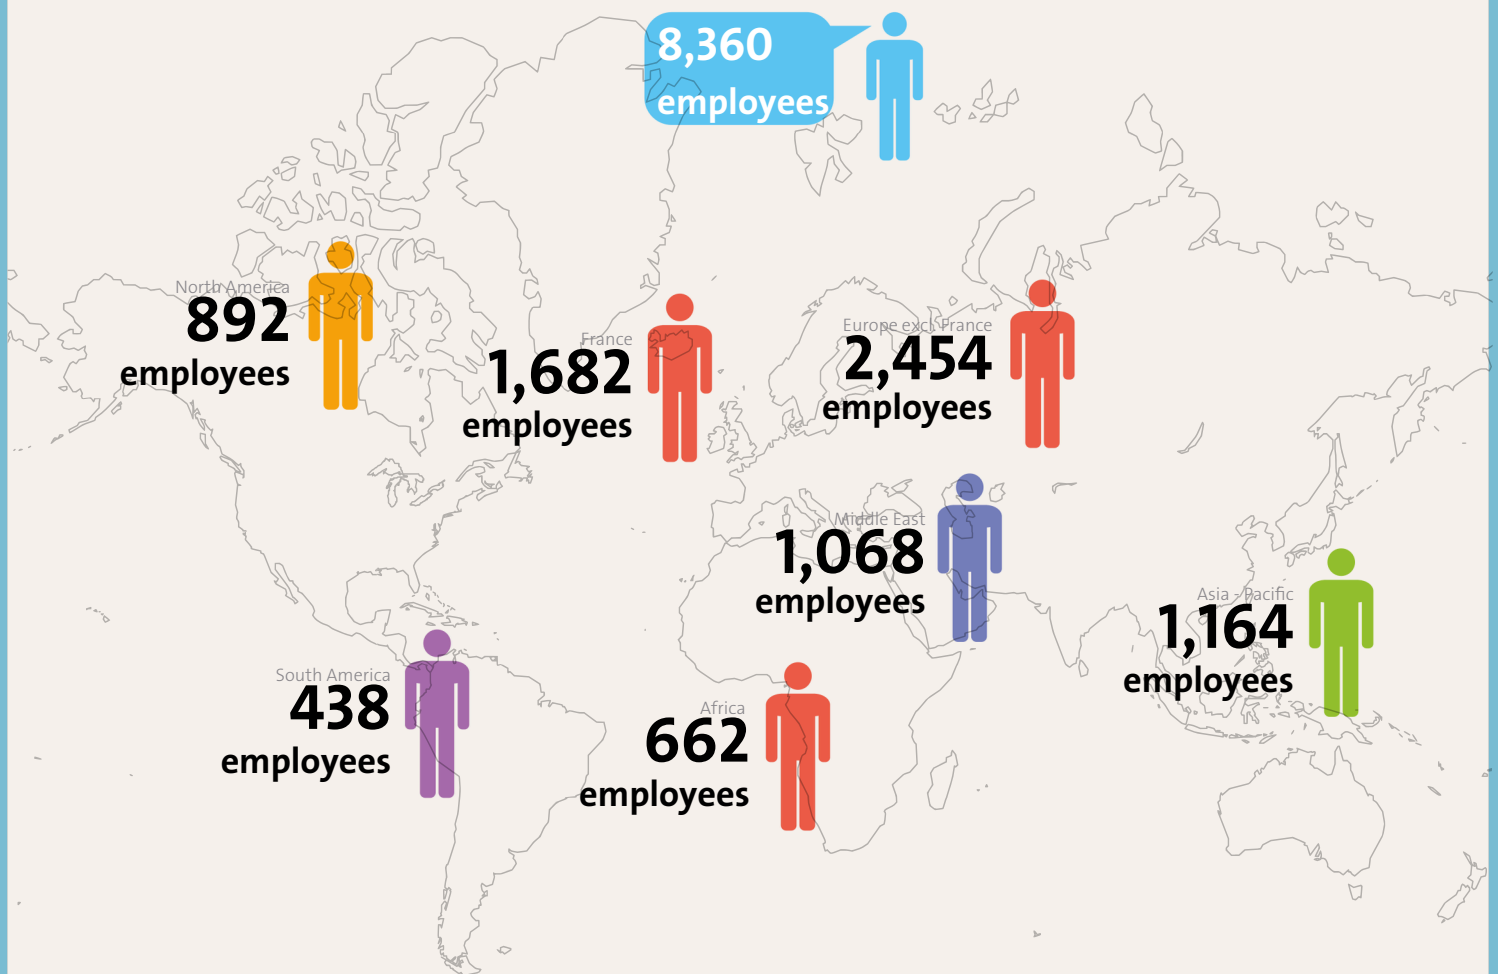 8,360
employees
North America
892
employees
France
1,682
employees
Europe excl. France
2,454
employees
Middle East
1,068
employees
Asia - Pacific
1,164
employees
South America
438
employees
Africa
662
employees